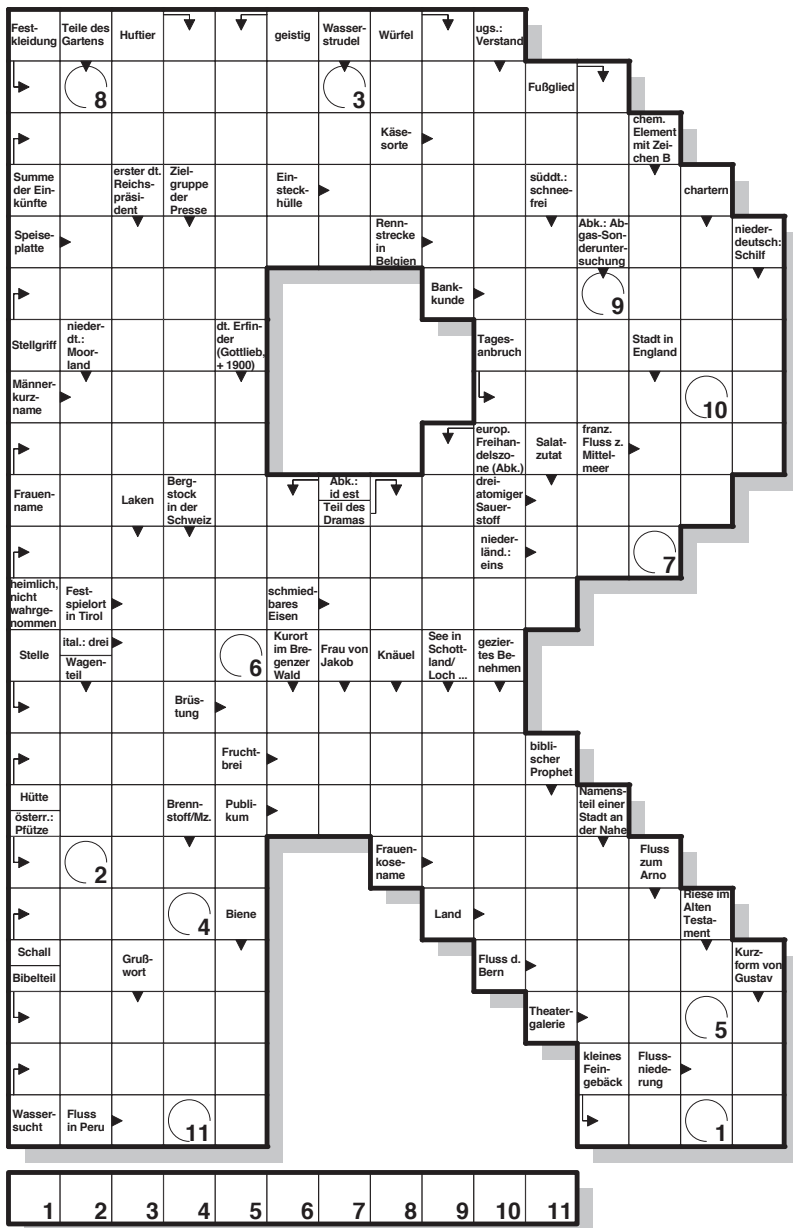 Fest-
kleidung
Teile des
Gartens
Huftier
geistig
Wasser-
strudel
Würfel
ugs.:
Verstand
8
3
Fußglied
Käse-
sorte
chem.
Element
mit Zei-
chen B
Summe
der Ein-
künfte
erster dt.
Reichs-
präsi-
dent
Ziel-
gruppe
der
Presse
Ein-
steck-
hülle
süddt.:
schnee-
frei
chartern
Speise-
platte
Renn-
strecke
in
Belgien
Abk.: Ab-
gas-Son-
derunter-
suchung
nieder-
deutsch:
Schilf
Bank-
kunde
9
Stellgriff
nieder-
dt.:
Moor-
land
dt. Erfin-
der
(Gottlieb,
+ 1900)
Tages-
anbruch
Stadt in
England
Männer-
kurz-
name
10
europ.
Freihan-
delszo-
ne (Abk.)
Salat-
zutat
franz.
Fluss z.
Mittel-
meer
Frauen-
name
Laken
Berg-
stock
in der
Schweiz
Abk.:
id est
Teil des
Dramas
drei-
atomiger
Sauer-
stoff
nieder-
länd.:
eins
7
heimlich,
nicht
wahrge-
nommen
Fest-
spielort
in Tirol
schmied-
bares
Eisen
Stelle
ital.: drei
Wagen-
teil
6
Kurort
im Bre-
genzer
Wald
Frau von
Jakob
Knäuel
See in
Schott-
land/
Loch ...
gezier-
tes Be-
nehmen
Brüs-
tung
Frucht-
brei
bibli-
scher
Prophet
Hütte
österr.:
Pfütze
Brenn-
stoff/Mz.
Publi-
kum
Namens-
teil einer
Stadt an
der Nahe
2
Frauen-
kose-
name
Fluss
zum
Arno
4
Biene
Land
Riese im
Alten
Testa-
ment
Schall
Bibelteil
Gruß-
wort
Fluss d.
Bern
Kurz-
form von
Gustav
Theater-
galerie
5
kleines
Fein-
gebäck
Fluss-
niede-
rung
Wasser-
sucht
Fluss
in Peru
11
1
1 2 3 4 5 6 7 8 9 10 11